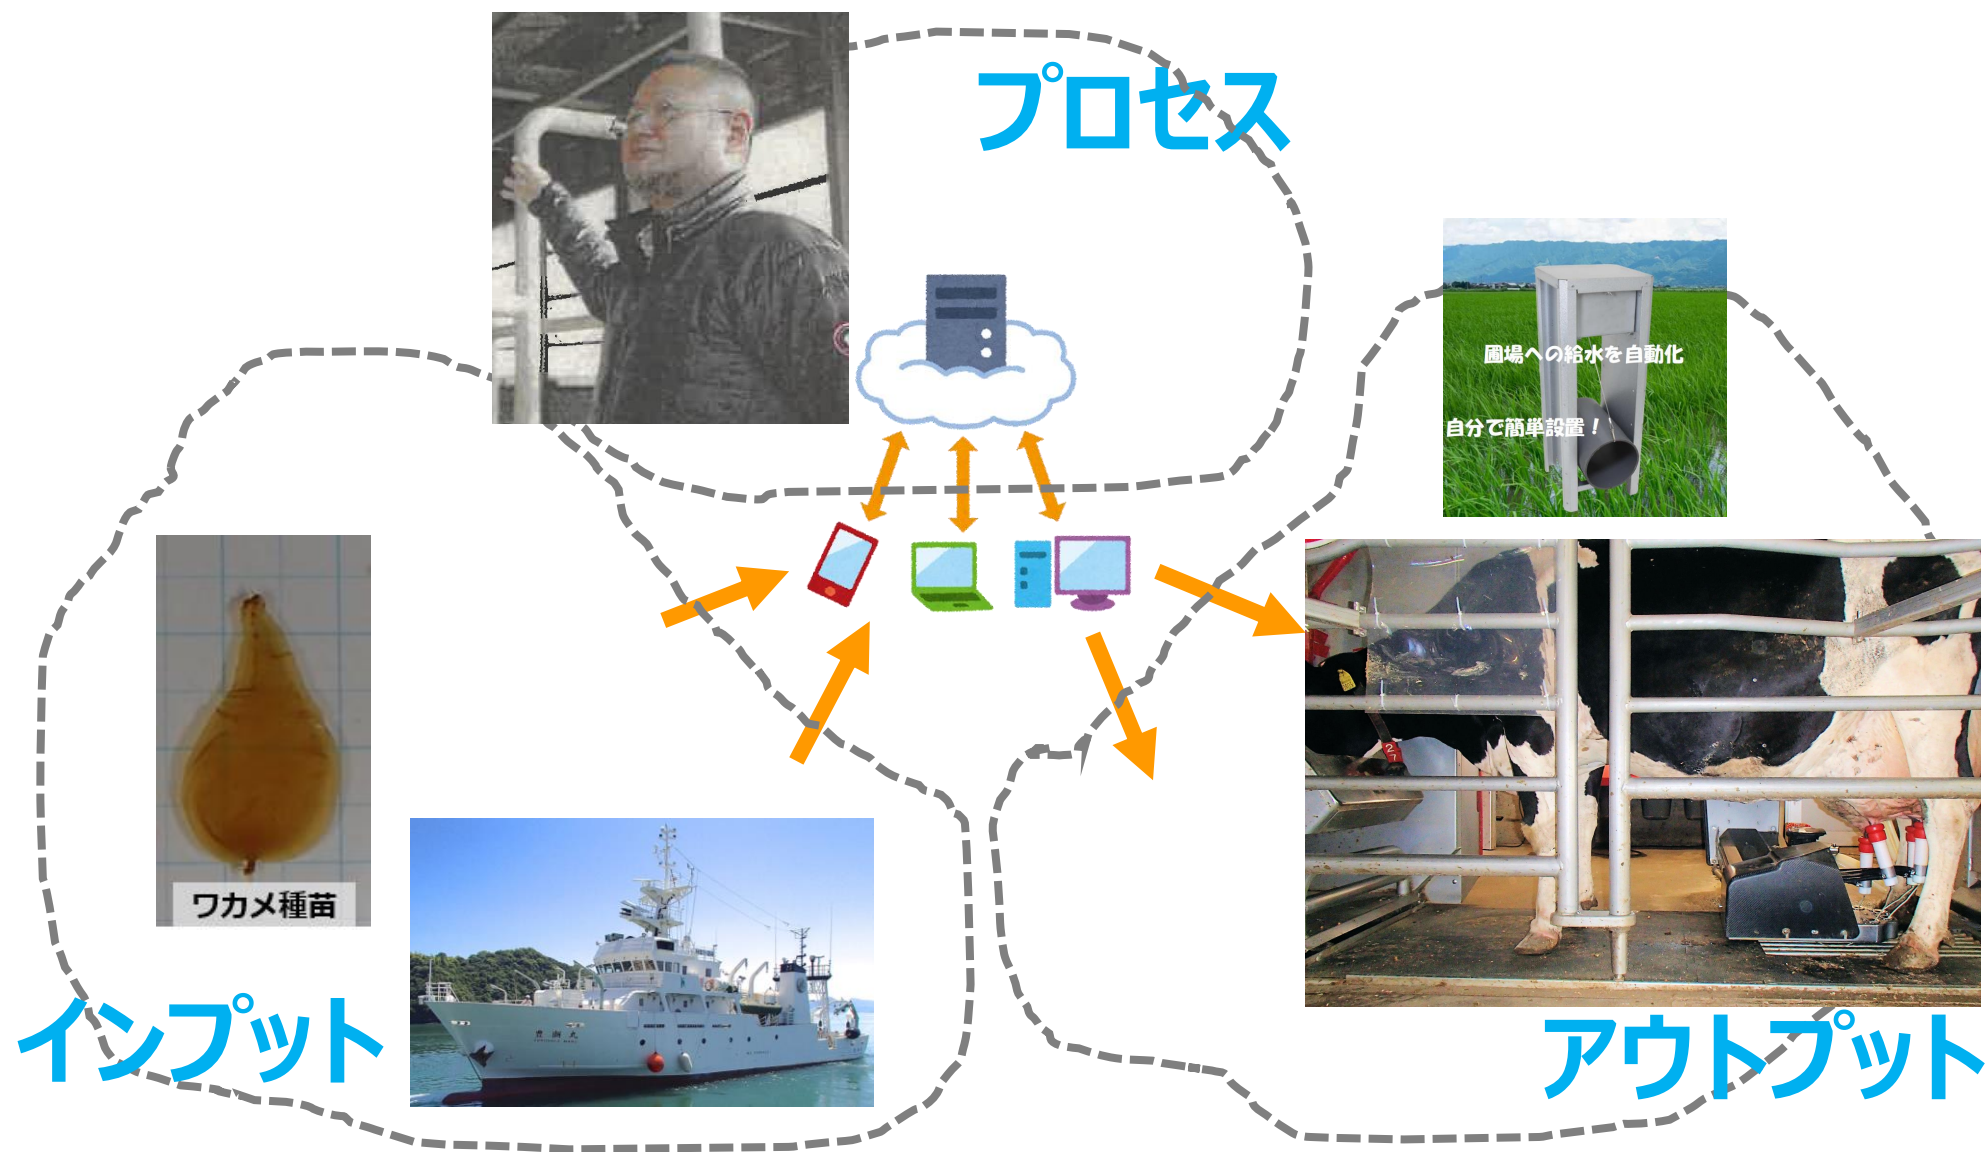 プロセス
圃場への給水を自動化
自分で簡単設置！
ワカメ種苗
インプット
アウトプット